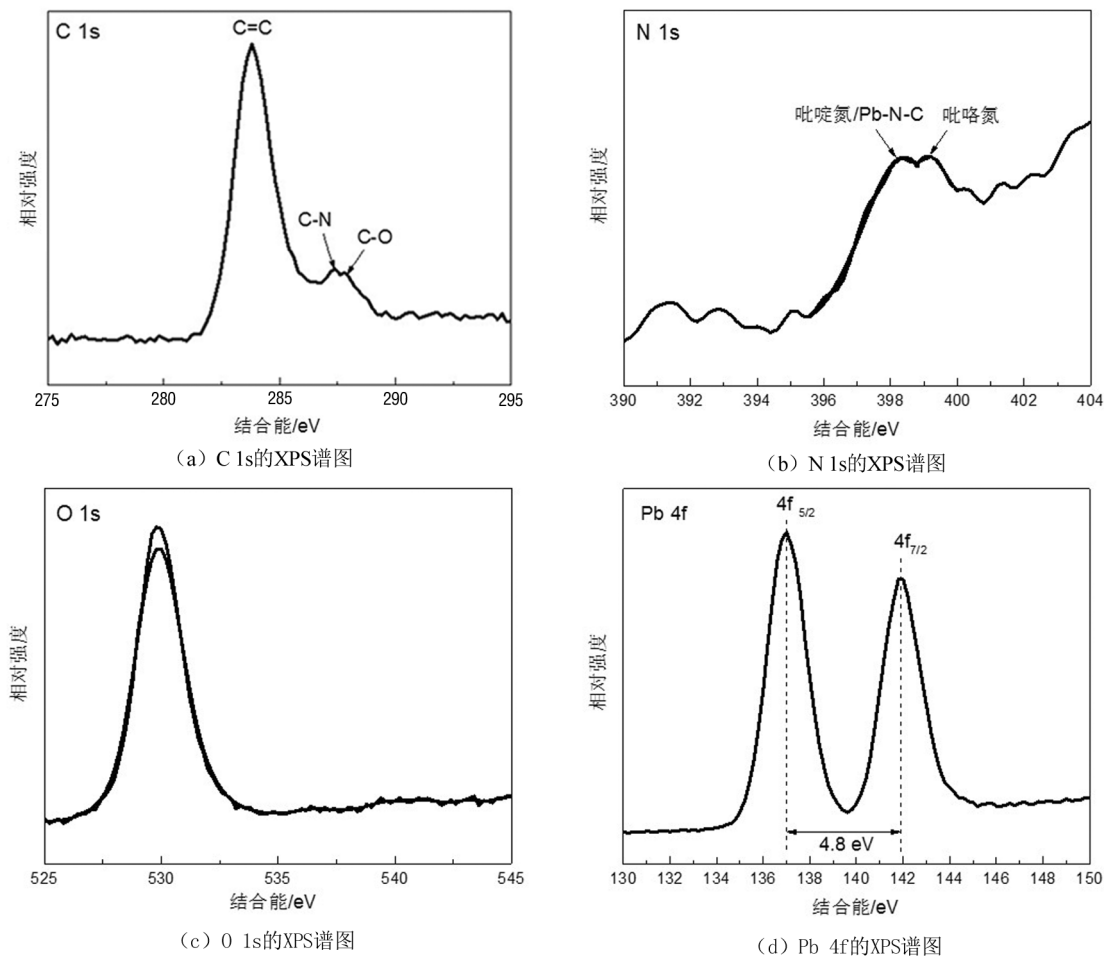 C 1s
C=C
C-N
C-O
相对强度
275 280 285 290 295
结合能/eV
(a) C 1s的XPS谱图
N 1s
吡啶氮/Pb-N-C
吡咯氮
相对强度
390 392 394 396 398 400 402 404
结合能/eV
(b) N 1s的XPS谱图
O 1s
相对强度
525 530 535 540 545
结合能/eV
(c) O 1s的XPS谱图
Pb 4f
4f 5/2
4f7/2
4.8 eV
相对强度
130 132 134 136 138 140 142 144 146 148 150
结合能/eV
(d) Pb 4f的XPS谱图